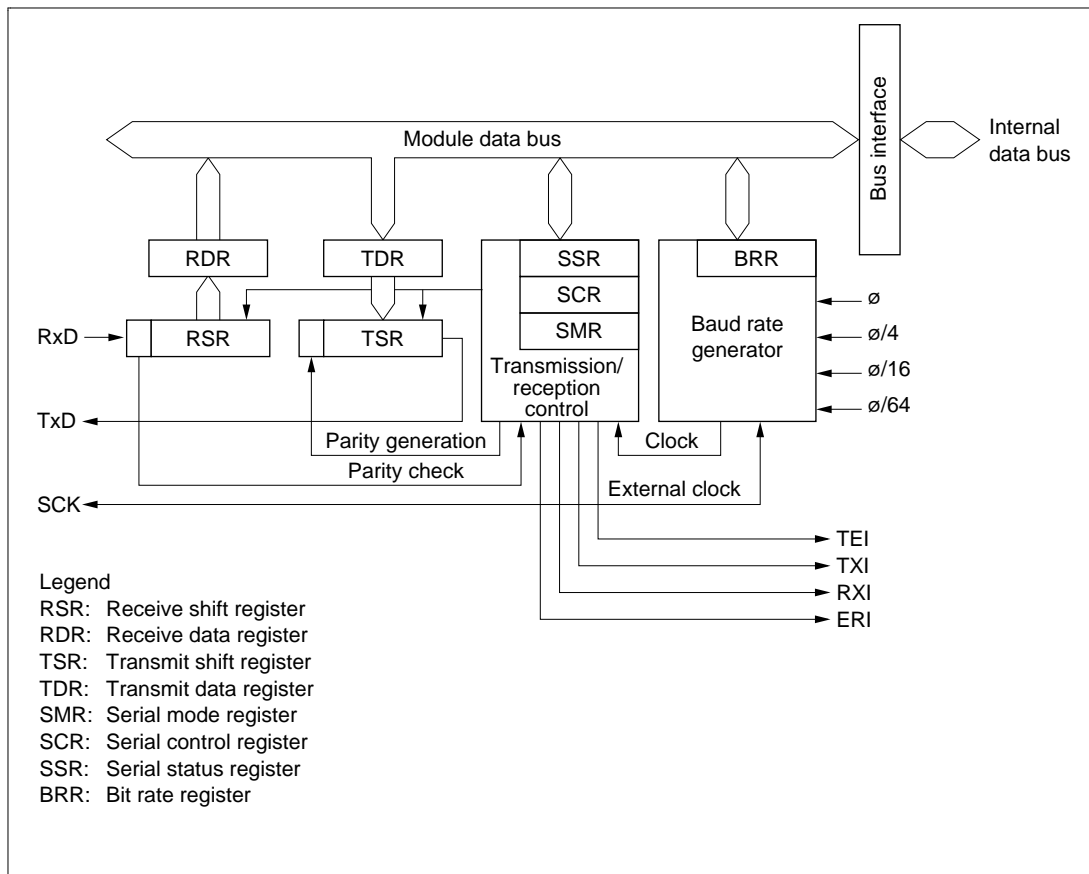 Module data bus
Bus interface
Internal
data bus
RDR
TDR
SSR
BRR
SCR
SMR
RxD
RSR
TSR
Baud rate
generator
ø
ø/4
ø/16
ø/64
Transmission/
reception
control
TxD
Parity generation
Clock
Parity check
SCK
External clock
TEI
TXI
RXI
ERI
Legend
RSR: Receive shift register
RDR: Receive data register
TSR: Transmit shift register
TDR: Transmit data register
SMR: Serial mode register
SCR: Serial control register
SSR: Serial status register
BRR: Bit rate register